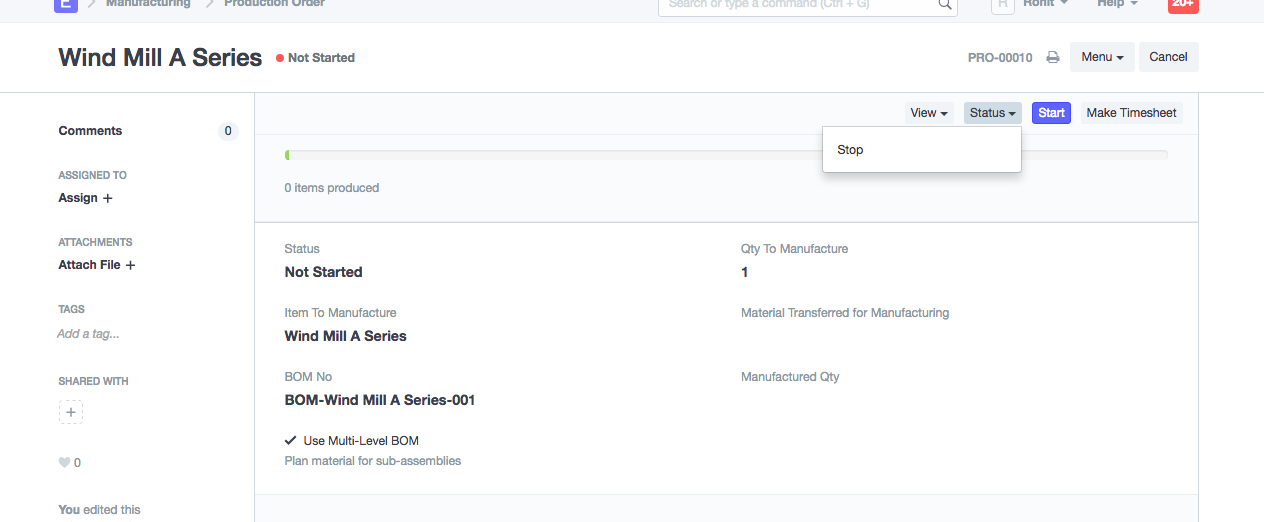 E Manufacturing Production Order Search or type a command (Ctrl + G) R Rohit Help 20+
Wind Mill A Series Not Started PRO-00010 Menu Cancel
View Status Start Make Timesheet
Stop
Comments 0
ASSIGNED TO
Assign +
ATTACHMENTS
Attach File +
TAGS
Add a tag...
SHARED WITH
+
0
You edited this
0 items produced
Status
Not Started
Item To Manufacture
Wind Mill A Series
BOM No
BOM-Wind Mill A Series-001
Use Multi-Level BOM
Plan material for sub-assemblies
Qty To Manufacture
1
Material Transferred for Manufacturing
Manufactured Qty